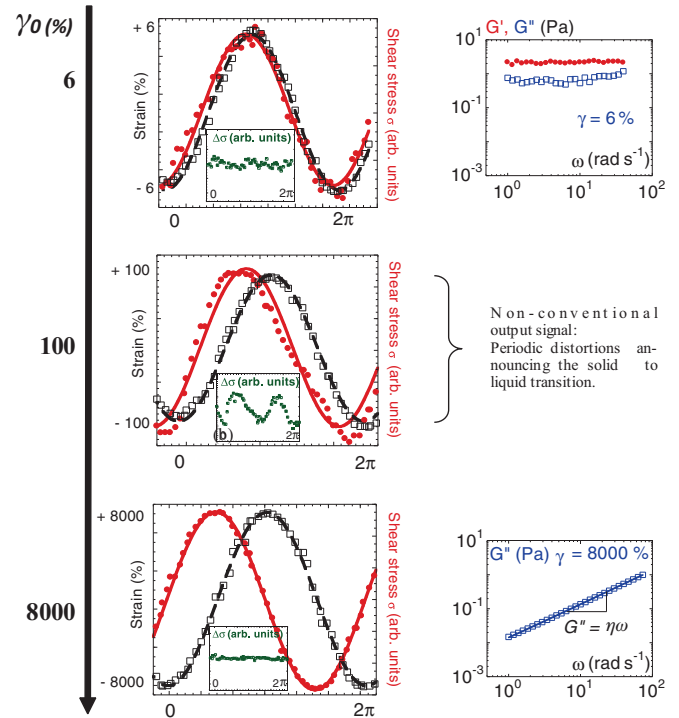 γ0 (%)
6
100
8000
+ 6
Strain (%)
- 6
0
2π
Shear stress σ (arb. units)
Δσ (arb. units)
0
2π
G', G'' (Pa)
10^1
10^-1
10^-3
γ = 6 %
ω (rad s^-1)
10^0
10^1
10^2
+ 100
Strain (%)
- 100
0
2π
Shear stress σ (arb. units)
Δσ (arb. units)
(b)
2π
Non-conventional
output signal:
Periodic distortions an-
nouncing the solid to
liquid transition.
+ 8000
Strain (%)
- 8000
0
2π
Shear stress σ (arb. units)
Δσ (arb. units)
0
2π
G'' (Pa) γ = 8000 %
10^1
10^-1
10^-3
G'' = ηω
ω (rad s^-1)
10^0
10^1
10^2